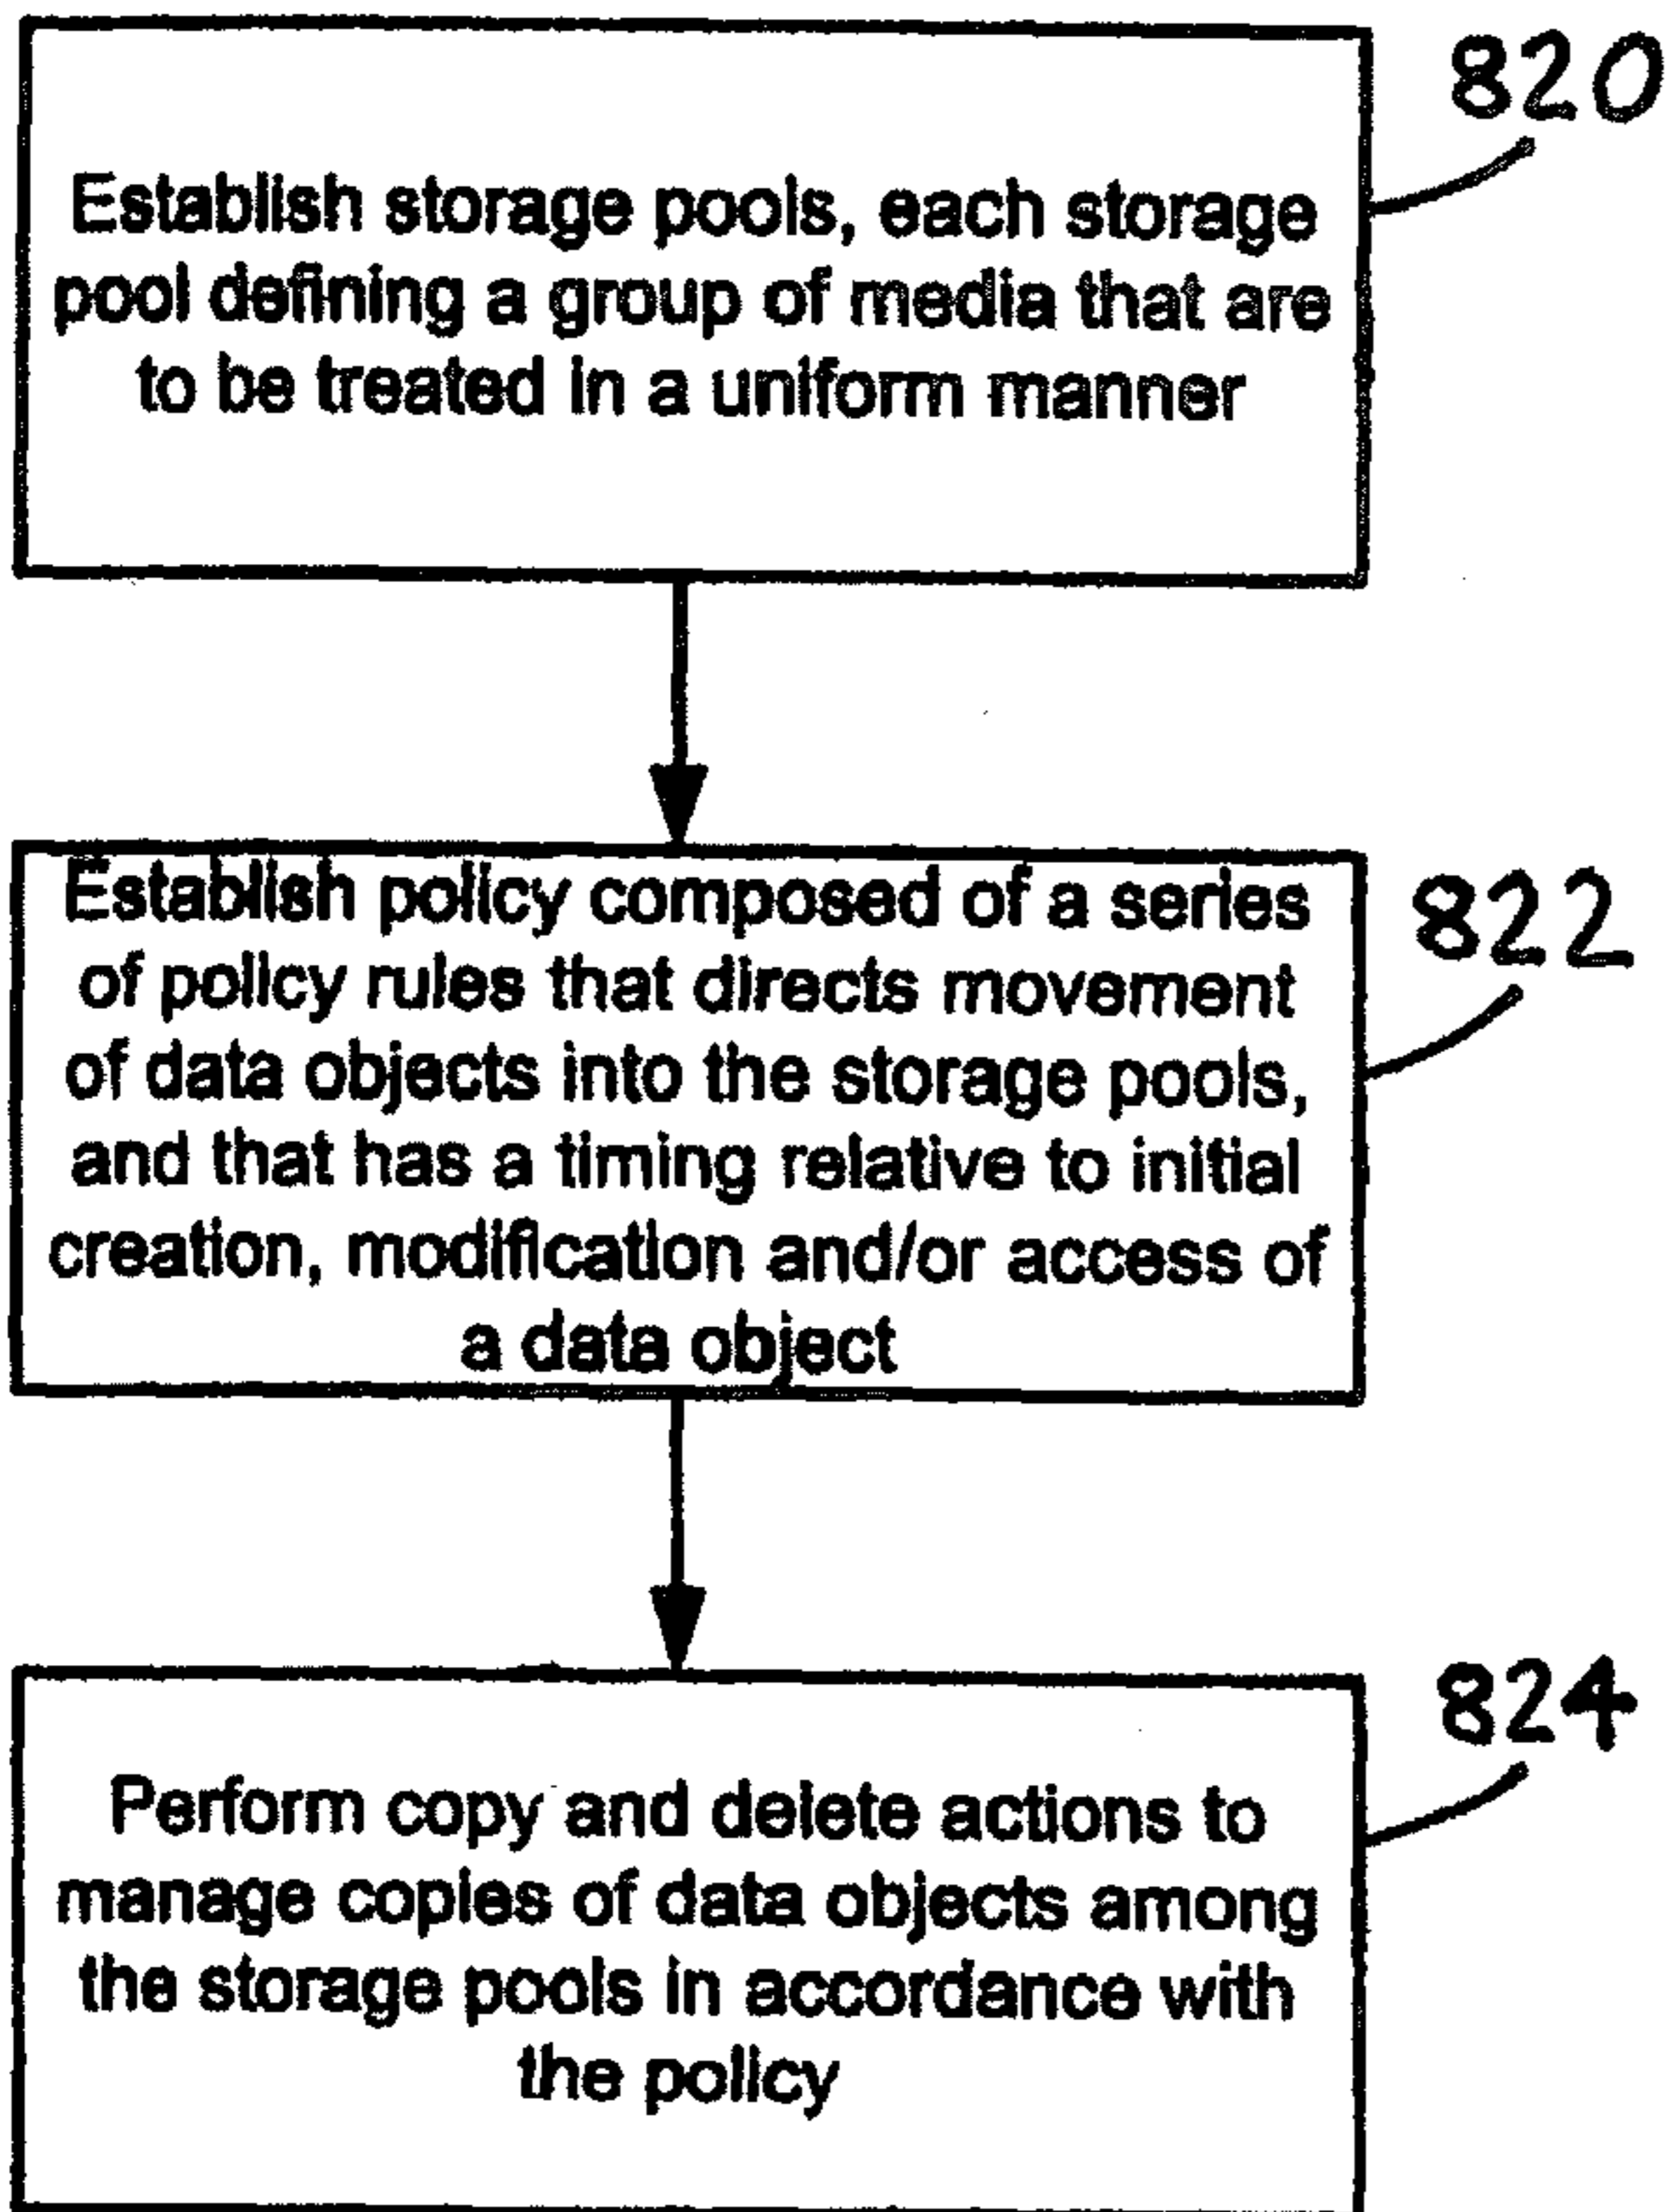 820
Establish storage pools, each storage
pool defining a group of media that are
to be treated in a uniform manner
822
Establish policy composed of a series
of policy rules that directs movement
of data objects into the storage pools,
and that has a timing relative to initial
creation, modification and/or access of
a data object
824
Perform copy and delete actions to
manage copies of data objects among
the storage pools in accordance with
the policy